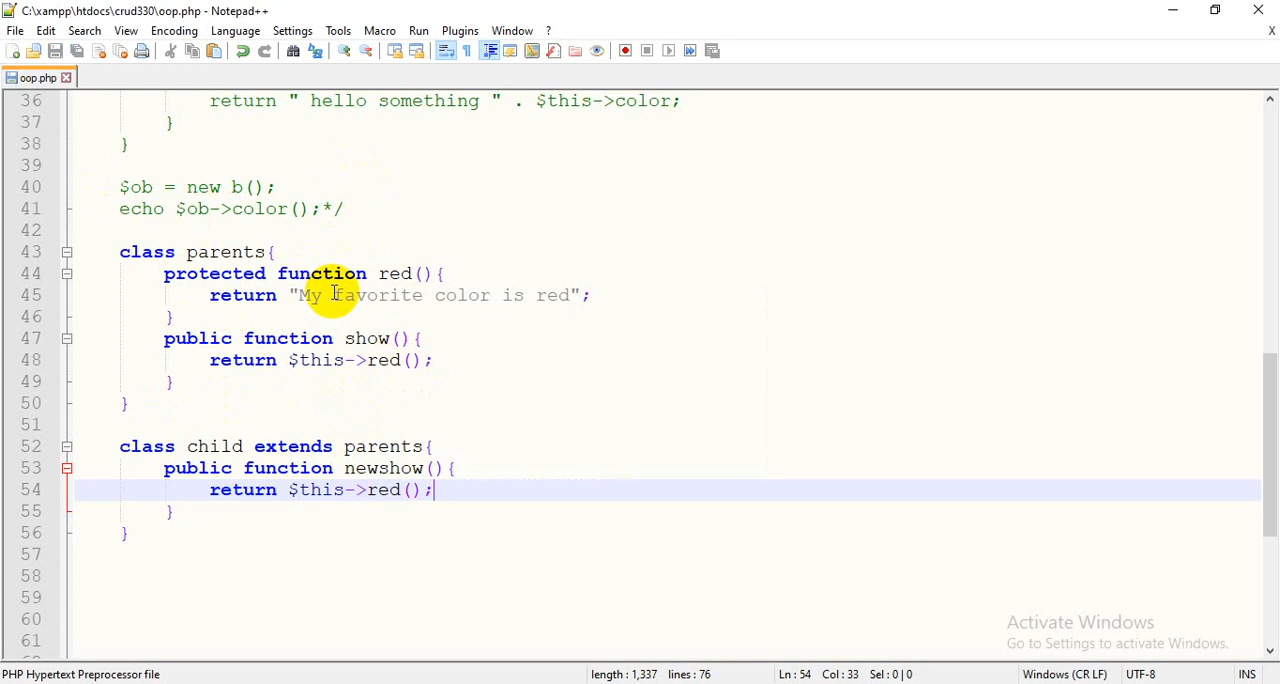 C:\xampp\htdocs\crud330\oop.php - Notepad++
File Edit Search View Encoding Language Settings Tools Macro Run Plugins Window ? X
oop.php
36 return " hello something " . $this->color;
37 }
38 }
39
40 $ob = new b();
41 echo $ob->color();*/
42
43 class parents{
44 protected function red(){
45 return "My favorite color is red";
46 }
47 public function show(){
48 return $this->red();
49 }
50 }
51
52 class child extends parents{
53 public function newshow(){
54 return $this->red();
55 }
56 }
57
58
59
60
61
Activate Windows
Go to Settings to activate Windows.
PHP Hypertext Preprocessor file length : 1,337 lines : 76 Ln : 54 Col : 33 Sel : 0 | 0 Windows (CR LF) UTF-8 INS